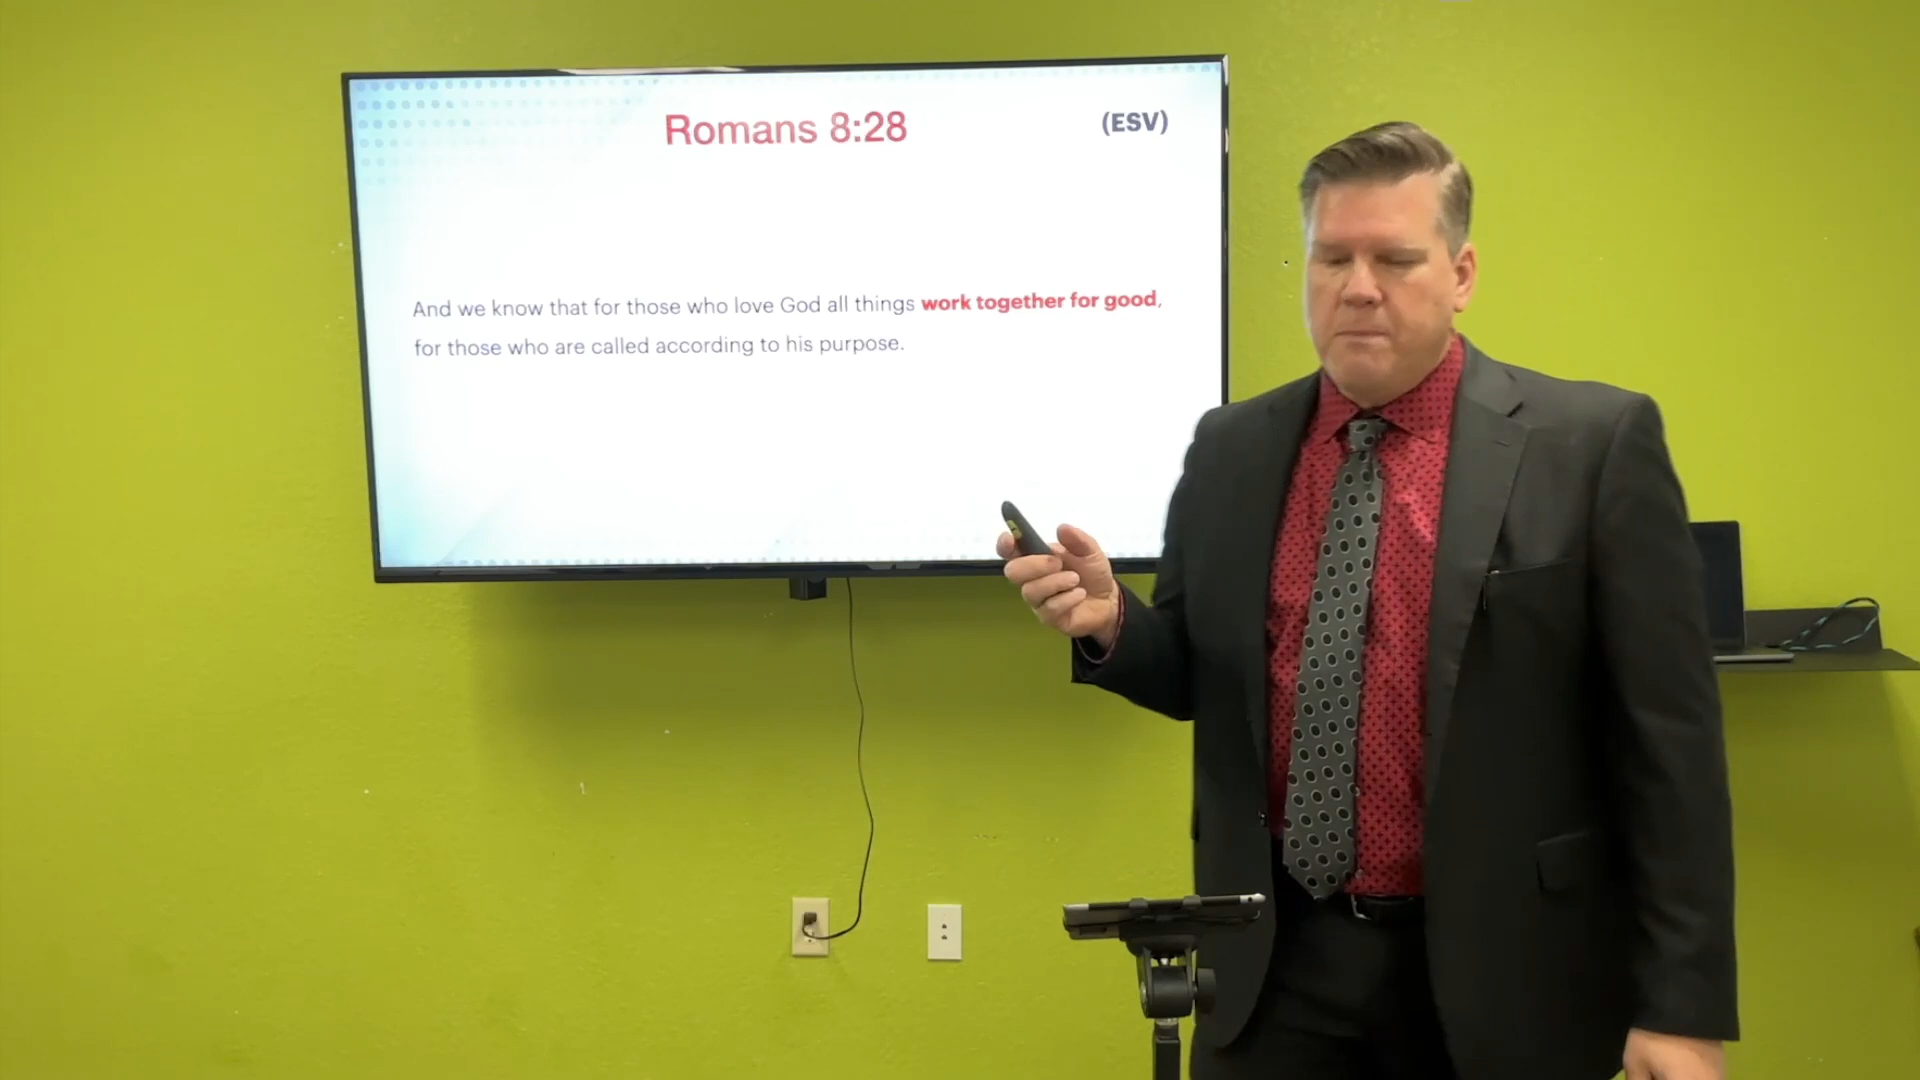 Romans 8:28
(ESV)
And we know that for those who love God all things work together for good,
for those who are called according to his purpose.